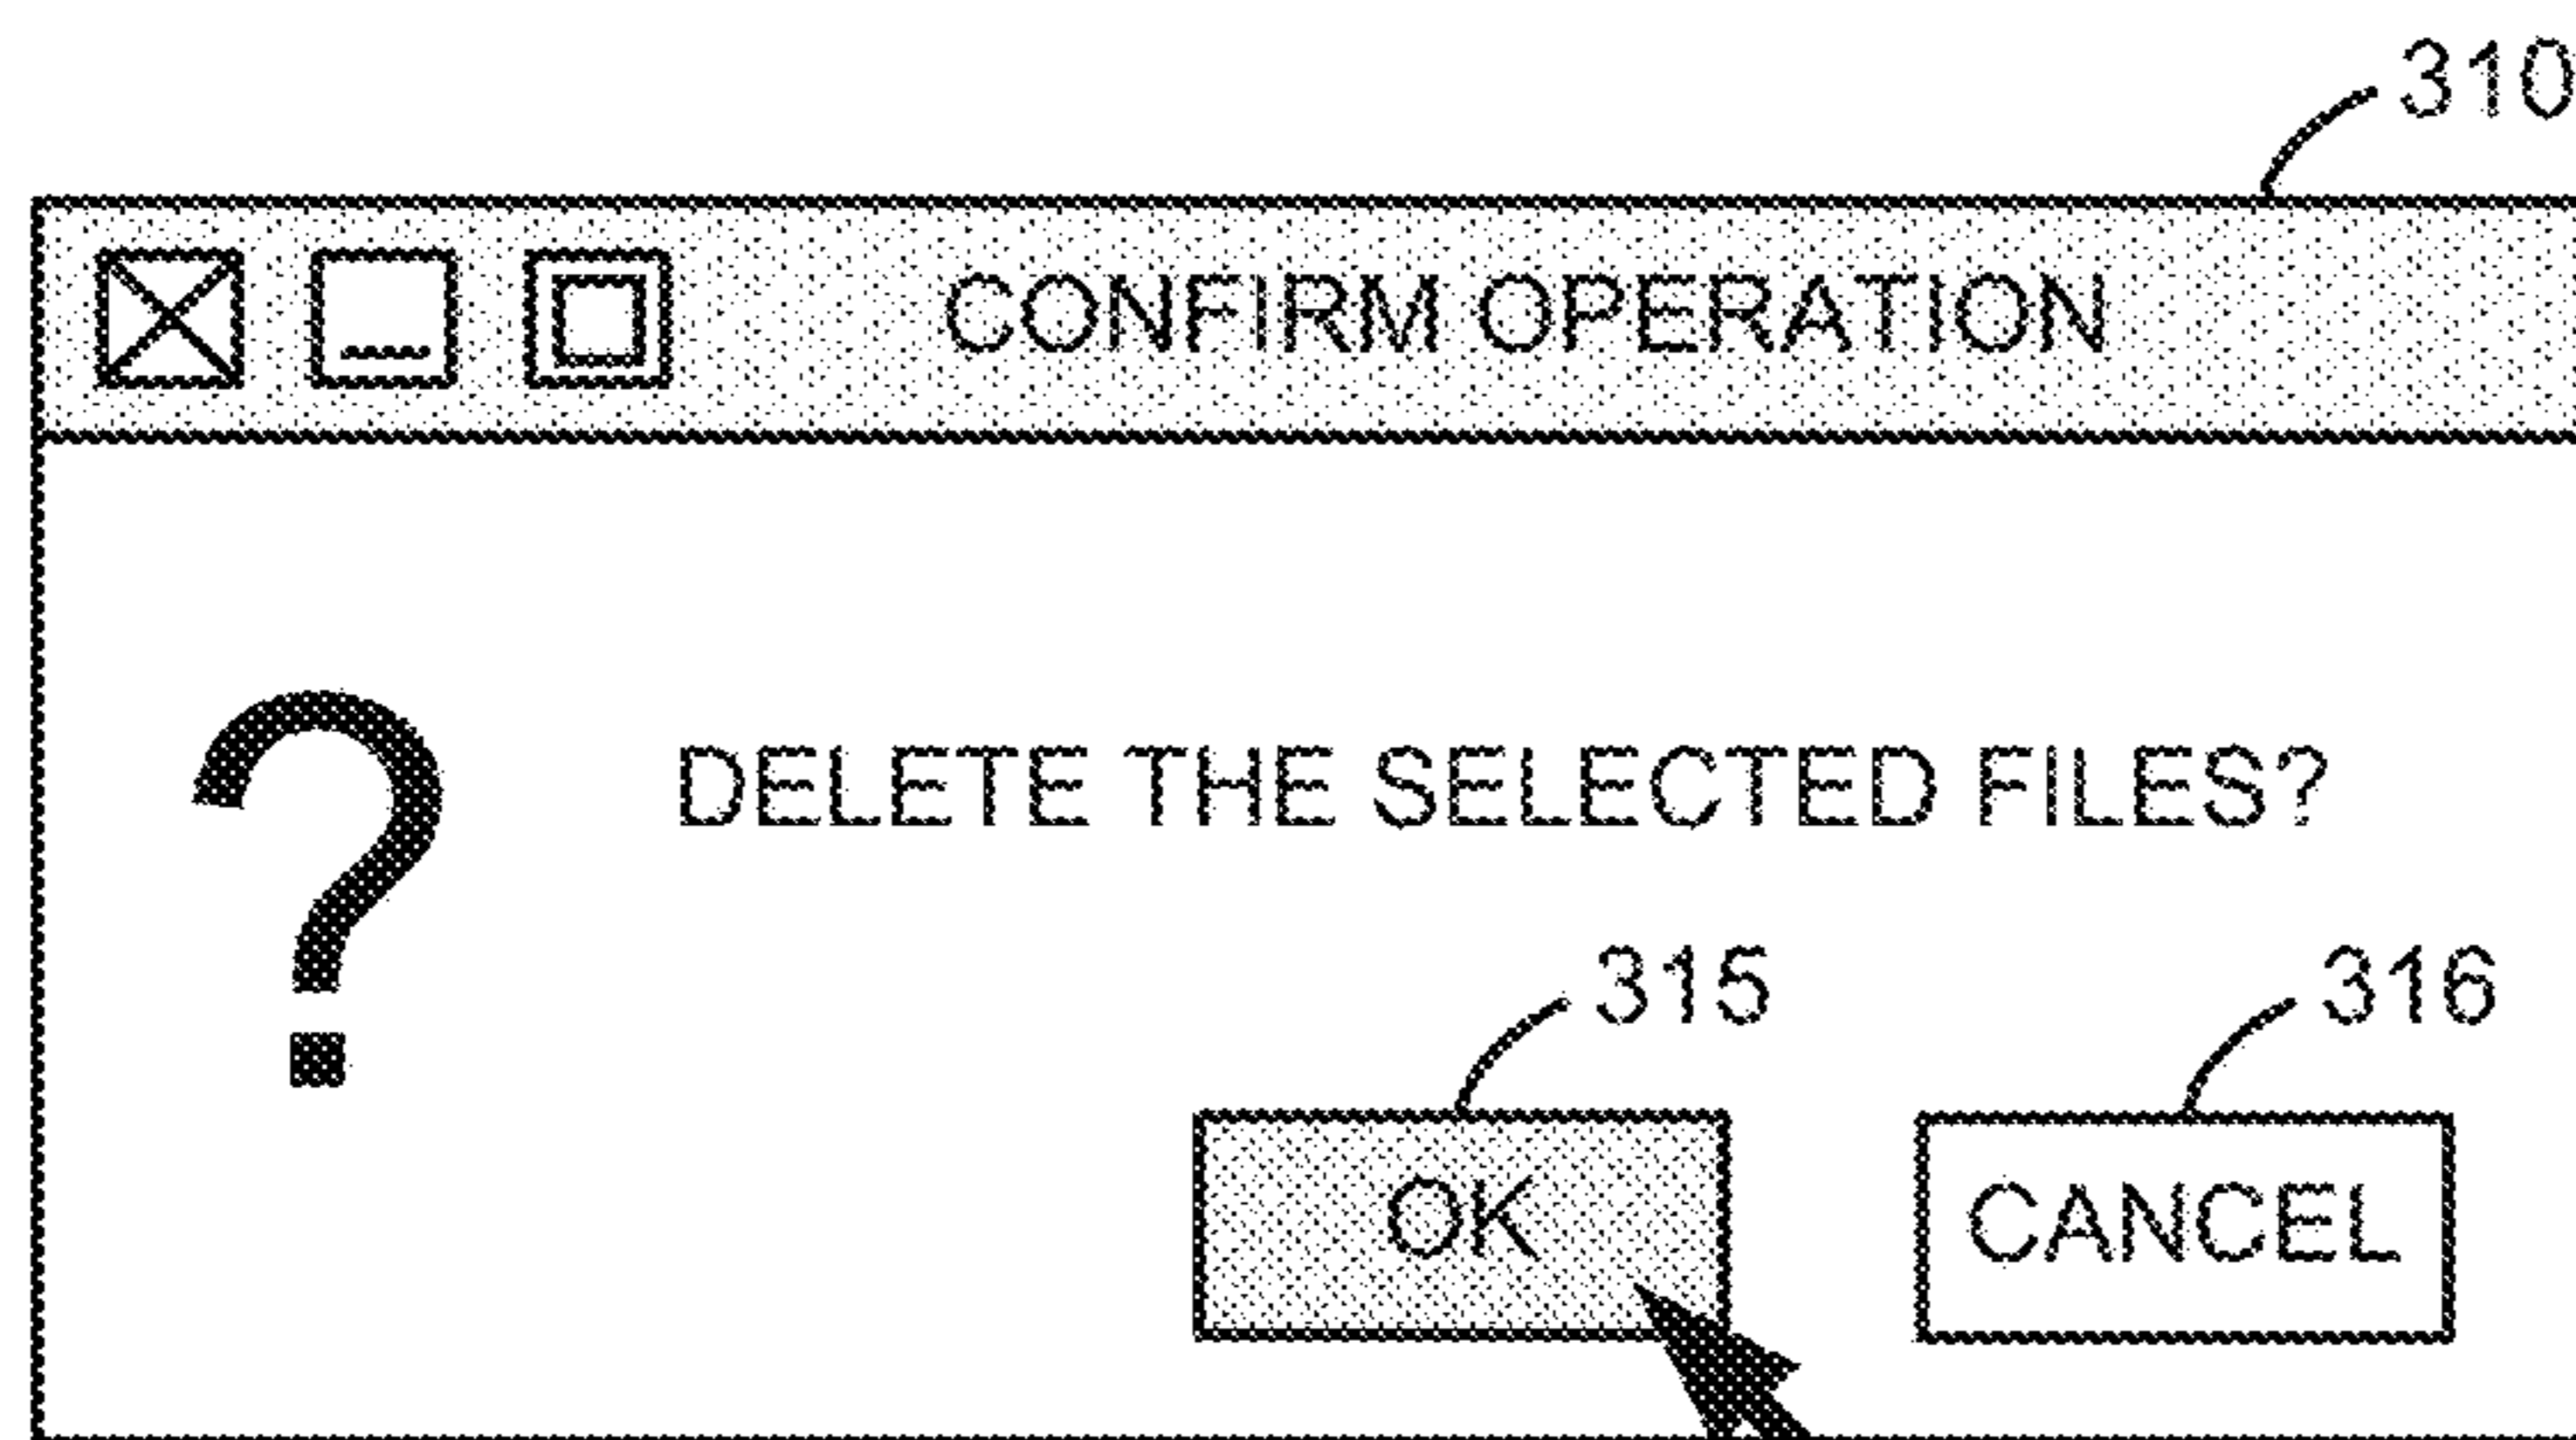 310
CONFIRM OPERATION
DELETE THE SELECTED FILES?
315
316
OK
CANCEL